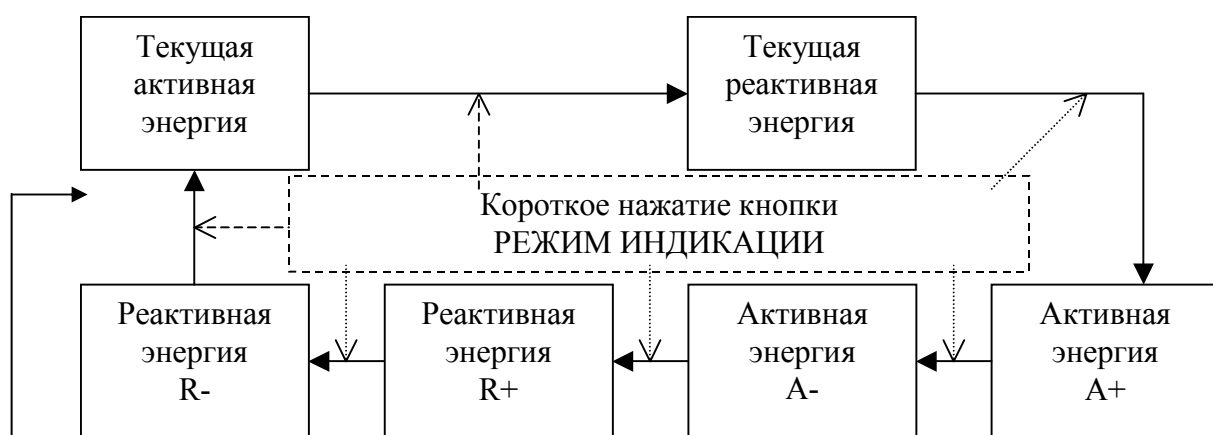 Текущая
активная
энергия
Текущая
реактивная
энергия
Короткое нажатие кнопки
РЕЖИМ ИНДИКАЦИИ
Реактивная
энергия
R-
Реактивная
энергия
R+
Активная
энергия
А-
Активная
энергия
А+